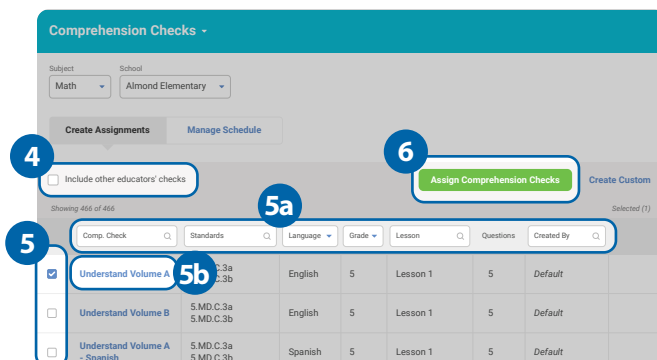 Comprehension Checks
Subject School
Math Almond Elementary
Create Assignments Manage Schedule
4
6
Include other educators' checks Assign Comprehension Checks Create Custom
Showing 466 of 466 5a Selected (1)
5
Comp. Check Standards Language Grade Lesson Questions Created By
Understand Volume A 5b C.3a English 5 Lesson 1 5 Default
C.3b
Understand Volume B 5.MD.C.3a English 5 Lesson 1 5 Default
5.MD.C.3b
Understand Volume A 5.MD.C.3a Spanish 5 Lesson 1 5 Default
- Spanish 5.MD.C.3b